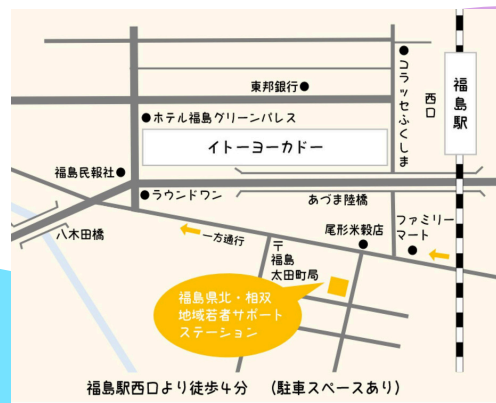 コラッセふくしま
福島駅
西口
東邦銀行
ホテル福島グリーンパレス
イトーヨーカドー
福島民報社
ラウンドワン
あづま陸橋
八木田橋
一方通行
〒
福島
太田町局
尾形米穀店
ファミリー
マート
福島県北・相双
地域若者サポート
ステーション
福島駅西口より徒歩4分 (駐車スペースあり)